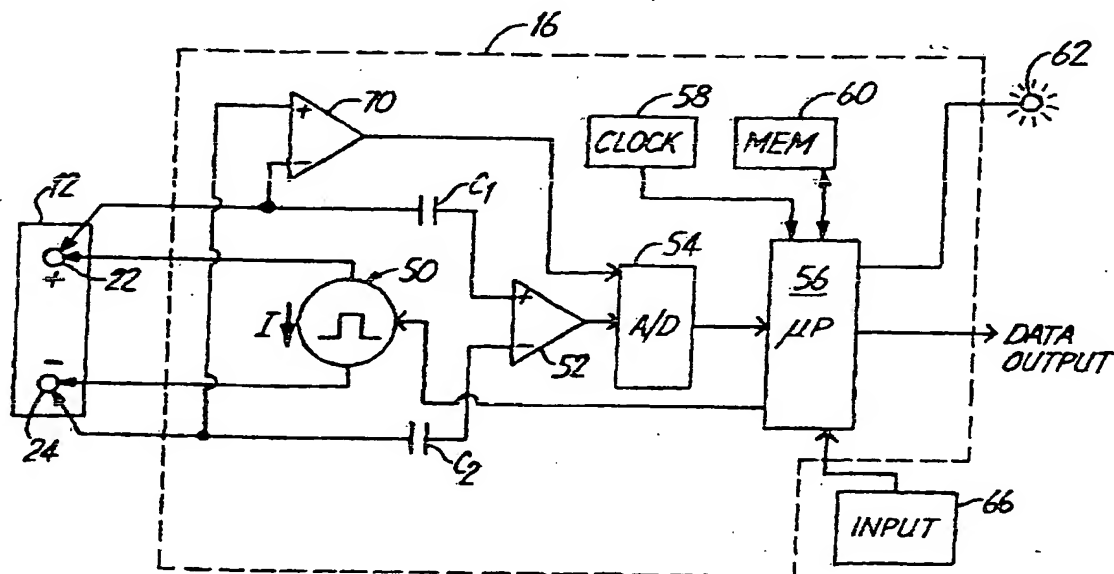 16
62
70
58
60
CLOCK
MEM
+
−
12
C1
54
22
+
50
56
µP
I
+
−
A/D
52
DATA
OUTPUT
−
24
C2
INPUT
66